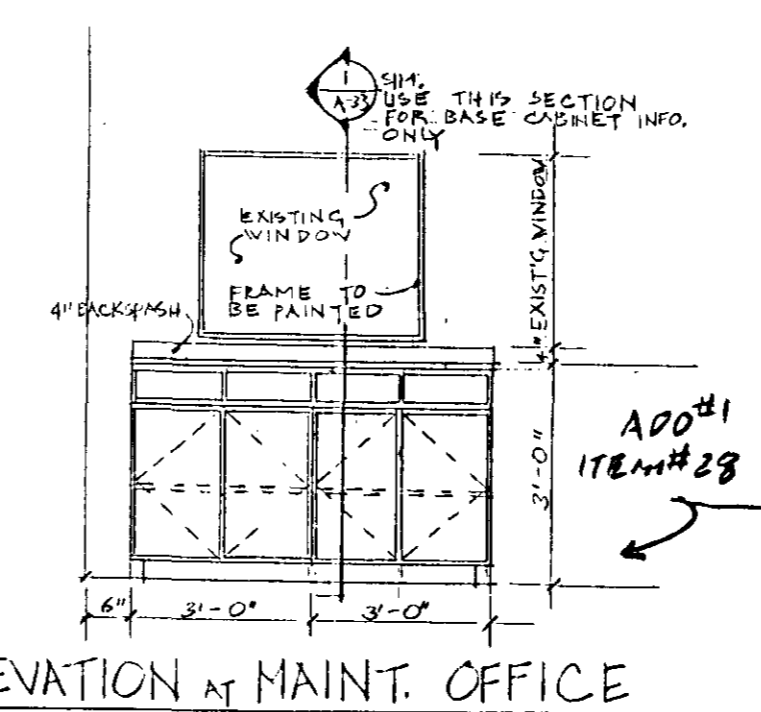 1
A-33
SIM.
USE THIS SECTION
FOR BASE CABINET INFO.
ONLY
EXISTING
WINDOW
FRAME TO
BE PAINTED
4" BACKSPASH
EXIST'G. WINDOW
4"
3'-0"
ADD #1
ITEM #28
6" 3'-0" 3'-0"
EVATION AT MAINT. OFFICE